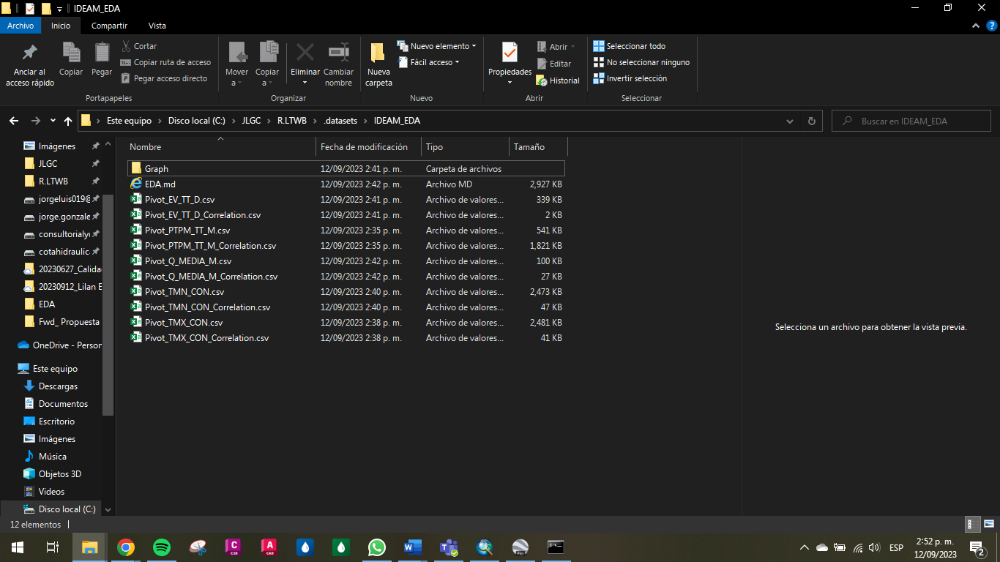 IDEAM_EDA
Archivo Inicio Compartir Vista
Anclar al acceso rápido
Copiar
Pegar
Cortar
Copiar ruta de acceso
Pegar acceso directo
Portapapeles
Mover a
Copiar a
Eliminar
Cambiar nombre
Organizar
Nueva carpeta
Nuevo elemento
Fácil acceso
Nuevo
Propiedades
Abrir
Editar
Historial
Abrir
Seleccionar todo
No seleccionar ninguno
Invertir selección
Seleccionar
Este equipo > Disco local (C:) > JLGC > R.LTWB > .datasets > IDEAM_EDA
Buscar en IDEAM_EDA
Imágenes
JLGC
R.LTWB
jorgeluis019@
jorge.gonzale
consultorialy
cotahidraulic
20230627_Calida
20230912_Lilan E
EDA
Fwd_ Propuesta
OneDrive - Person
Este equipo
Descargas
Documentos
Escritorio
Imágenes
Música
Objetos 3D
Videos
Disco local (C:)
Nombre Fecha de modificación Tipo Tamaño
Graph 12/09/2023 2:41 p. m. Carpeta de archivos
EDA.md 12/09/2023 2:42 p. m. Archivo MD 2,927 KB
Pivot_EV_TT_D.csv 12/09/2023 2:41 p. m. Archivo de valores... 339 KB
Pivot_EV_TT_D_Correlation.csv 12/09/2023 2:41 p. m. Archivo de valores... 2 KB
Pivot_PTPM_TT_M.csv 12/09/2023 2:35 p. m. Archivo de valores... 541 KB
Pivot_PTPM_TT_M_Correlation.csv 12/09/2023 2:35 p. m. Archivo de valores... 1,821 KB
Pivot_Q_MEDIA_M.csv 12/09/2023 2:42 p. m. Archivo de valores... 100 KB
Pivot_Q_MEDIA_M_Correlation.csv 12/09/2023 2:42 p. m. Archivo de valores... 27 KB
Pivot_TMN_CON.csv 12/09/2023 2:40 p. m. Archivo de valores... 2,473 KB
Pivot_TMN_CON_Correlation.csv 12/09/2023 2:40 p. m. Archivo de valores... 47 KB
Pivot_TMX_CON.csv 12/09/2023 2:38 p. m. Archivo de valores... 2,481 KB
Pivot_TMX_CON_Correlation.csv 12/09/2023 2:38 p. m. Archivo de valores... 41 KB
Selecciona un archivo para obtener la vista previa.
12 elementos
C
C3D
A
CAD
Pro
ESP
2:52 p. m.
12/09/2023
2